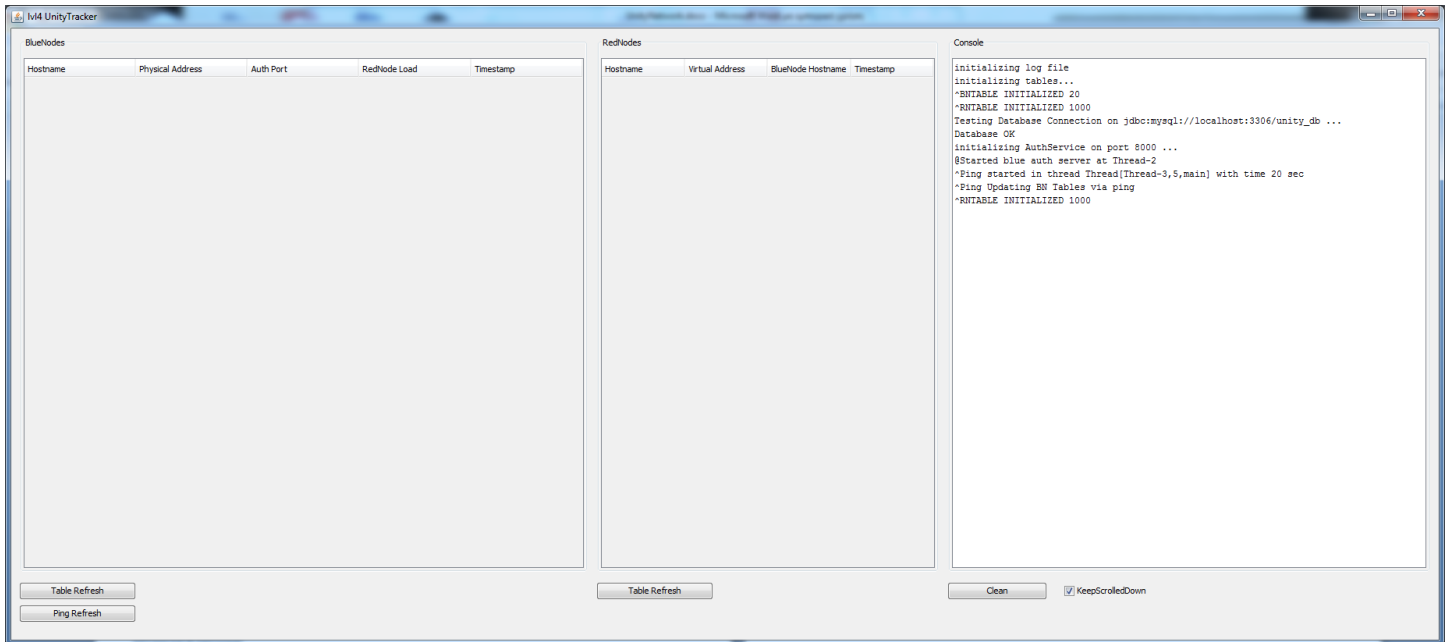 lvl4 UnityTracker
BlueNodes
Hostname Physical Address Auth Port RedNode Load Timestamp
Table Refresh
Ping Refresh
RedNodes
Hostname Virtual Address BlueNode Hostname Timestamp
Table Refresh
Console
initializing log file
initializing tables...
^BNTABLE INITIALIZED 20
^RNTABLE INITIALIZED 1000
Testing Database Connection on jdbc:mysql://localhost:3306/unity_db ...
Database OK
initializing AuthService on port 8000 ...
@Started blue auth server at Thread-2
^Ping started in thread Thread[Thread-3,5,main] with time 20 sec
^Ping Updating BN Tables via ping
^RNTABLE INITIALIZED 1000
Clean KeepScrolledDown